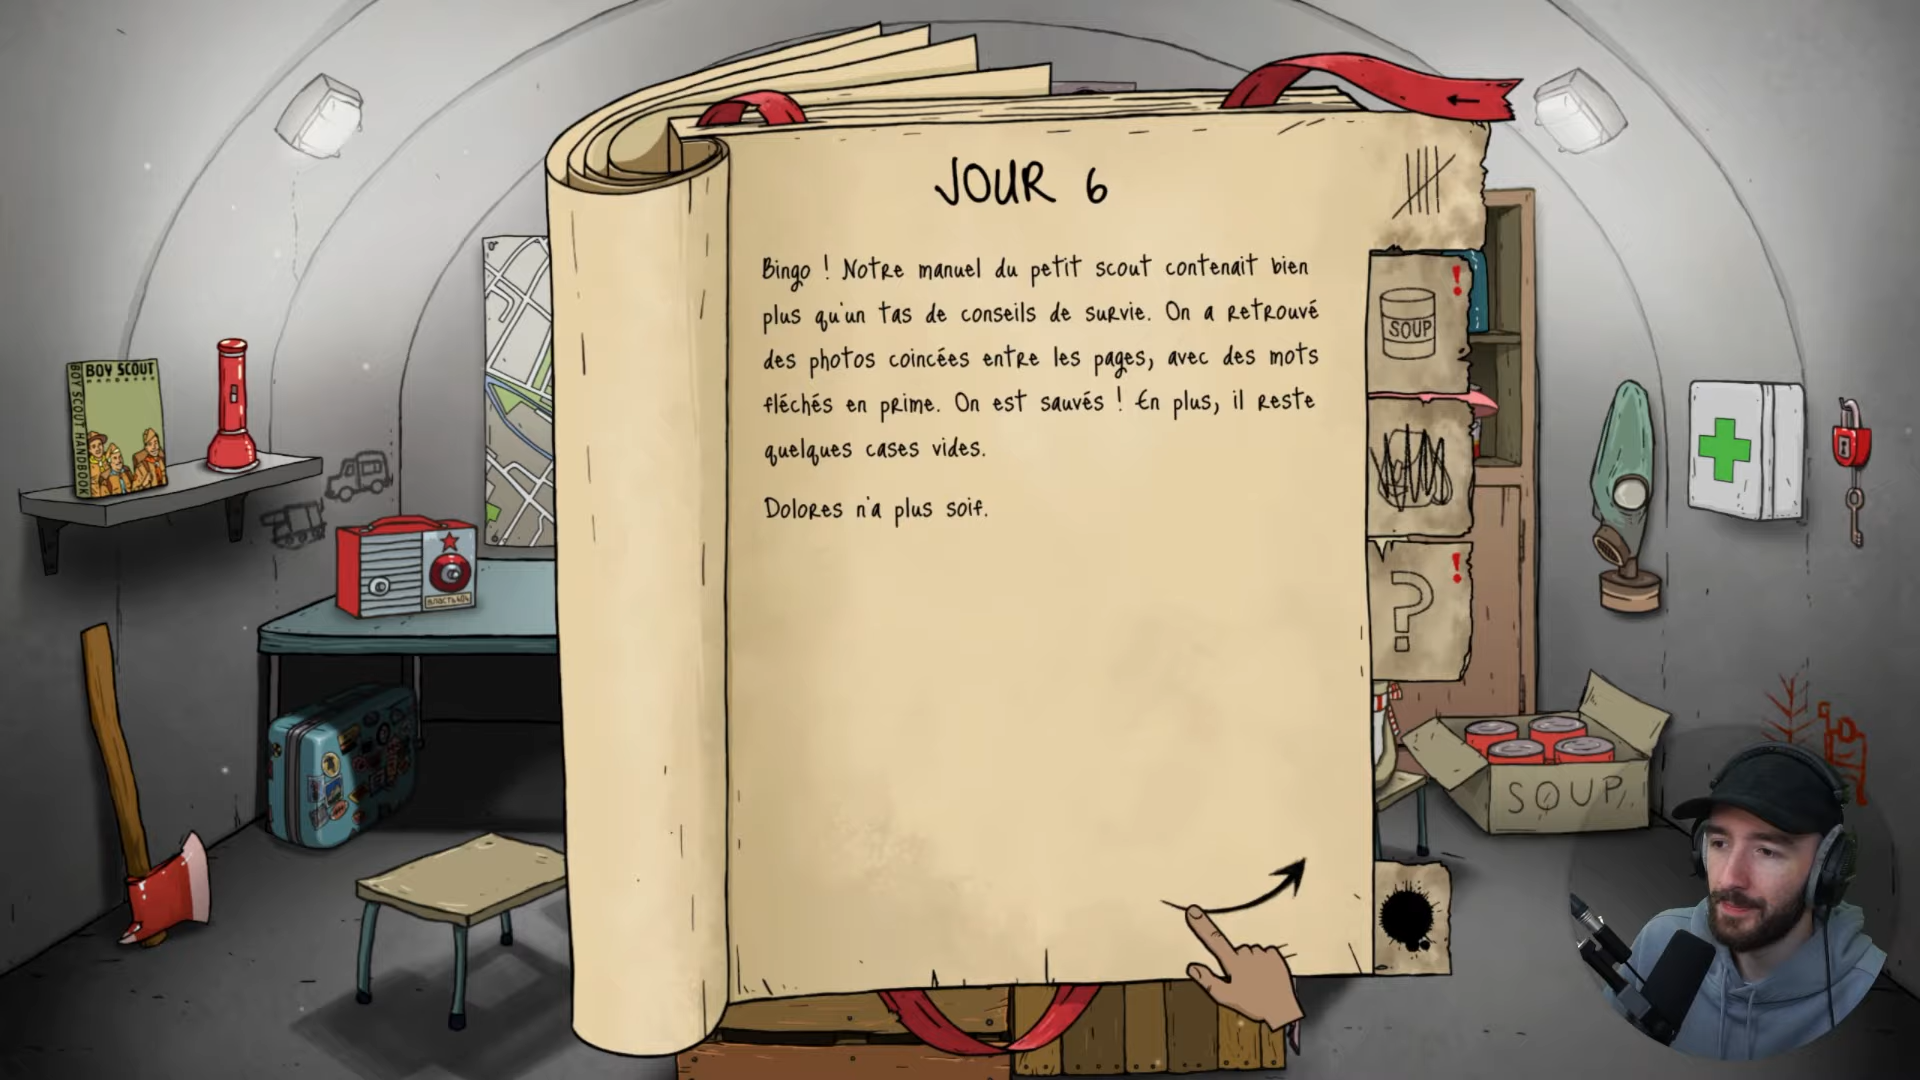 JOUR 6
Bingo ! Notre manuel du petit scout contenait bien
plus qu'un tas de conseils de survie. On a retrouvé
des photos coincées entre les pages, avec des mots
fléchés en prime. On est sauvés ! En plus, il reste
quelques cases vides.
Dolores n'a plus soif.
SOUP
!
!
?
BOY SCOUT
BOY SCOUT HANDBOOK
SOUP